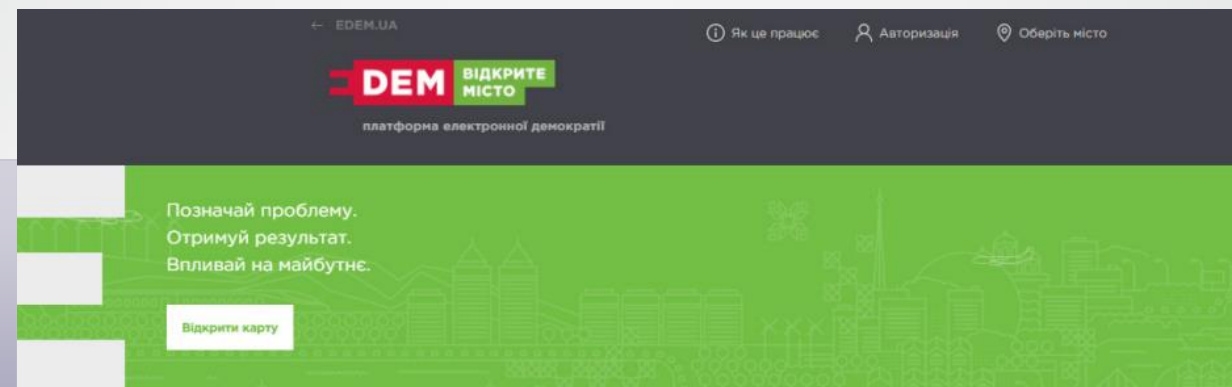 ← EDEM.UA
Як це працює
Авторизація
Оберіть місто
DEM ВІДКРИТЕ
МІСТО
платформа електронної демократії
Позначай проблему.
Отримуй результат.
Впливай на майбутнє.
Відкрити карту